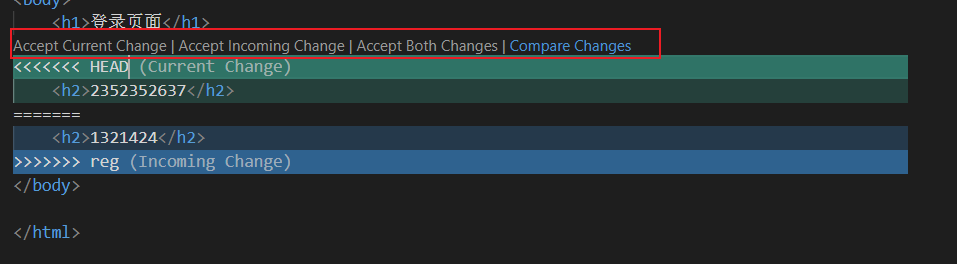 <body>
<h1>登录页面</h1>
Accept Current Change | Accept Incoming Change | Accept Both Changes | Compare Changes
<<<<<<< HEAD (Current Change)
<h2>2352352637</h2>
=======
<h2>1321424</h2>
>>>>>>> reg (Incoming Change)
</body>
</html>